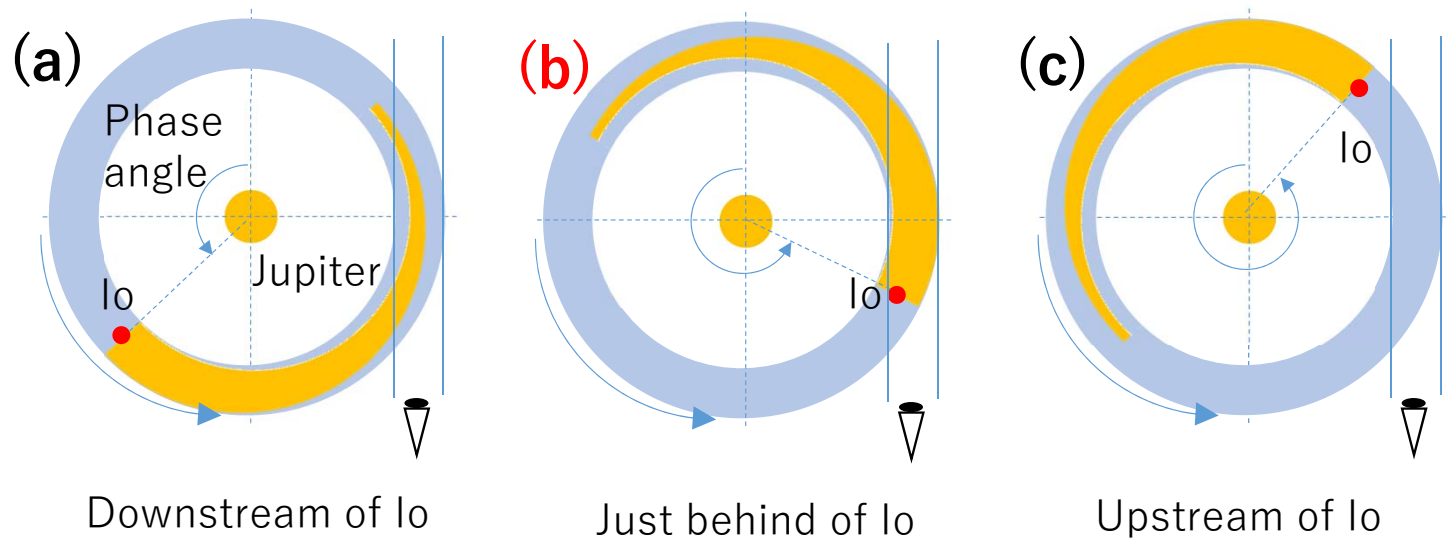 (a)
Phase
angle
Io
Jupiter
Downstream of Io
(b)
Io
Just behind of Io
(c)
Io
Upstream of Io